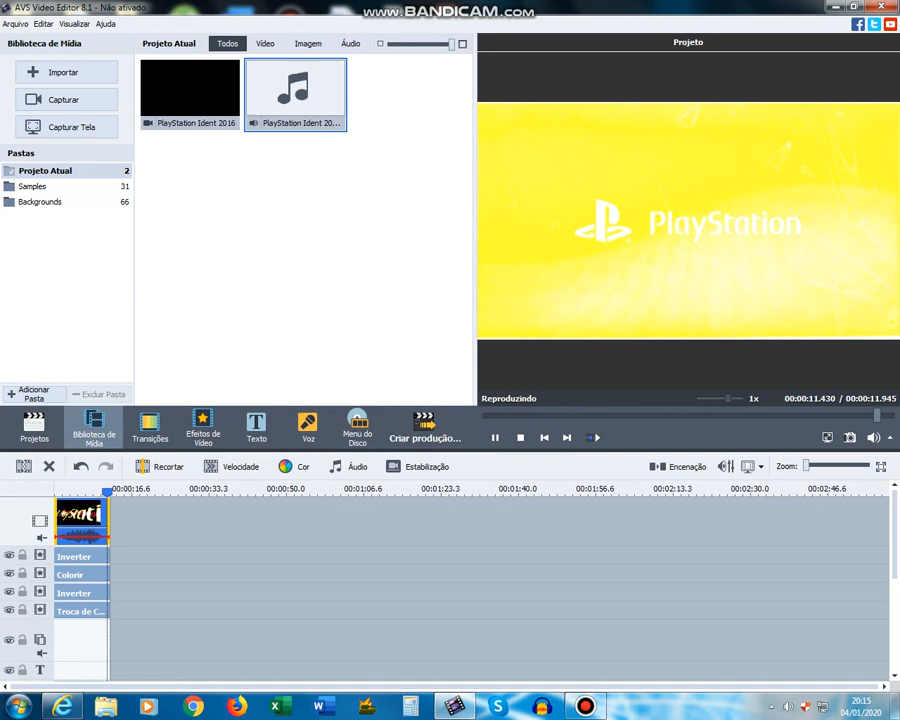 AVS Video Editor 8.1 - Não ativado
www.BANDICAM.com
Arquivo Editar Visualizar Ajuda
Biblioteca de Mídia
Projeto Atual Todos Vídeo Imagem Áudio
Projeto
Importar
Capturar
Capturar Tela
PlayStation Ident 2016
PlayStation Ident 20...
Pastas
Projeto Atual 2
Samples 31
Backgrounds 66
PlayStation
Adicionar Pasta
Excluir Pasta
Reproduzindo 1x 00:00:11.430 / 00:00:11.945
Projetos
Biblioteca de Mídia
Transições
Efeitos de Vídeo
Texto
Voz
Menu do Disco
Criar produção...
Recortar Velocidade Cor Áudio Estabilização Encenação Zoom:
00:00:16.6 00:00:33.3 00:00:50.0 00:01:06.6 00:01:23.3 00:01:40.0 00:01:56.6 00:02:13.3 00:02:30.0 00:02:46.6
Inverter
Colorir
Inverter
Troca de C...
T
20:15
04/01/2020